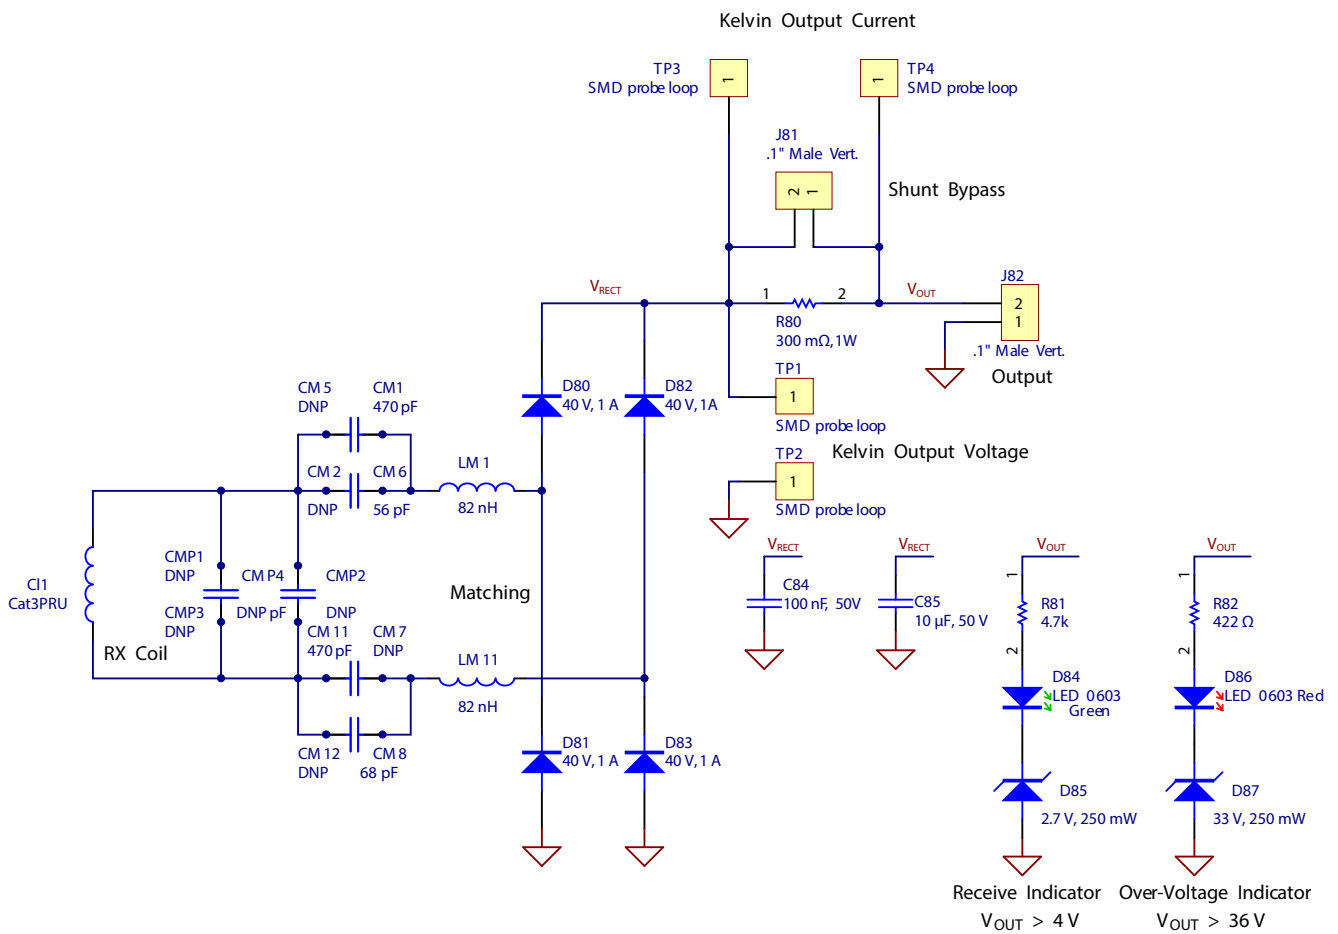 Kelvin Output Current
TP3
SMD probe loop
1
TP4
SMD probe loop
1
J81
.1" Male Vert.
2 1
Shunt Bypass
VRECT
1
2
R80
300 mΩ,1W
VOUT
J82
2
1
.1" Male Vert.
Output
TP1
1
SMD probe loop
Kelvin Output Voltage
TP2
1
SMD probe loop
D80
40 V, 1 A
D82
40 V, 1A
CM 5
DNP
CM1
470 pF
CM 2
DNP
CM 6
56 pF
LM 1
82 nH
CMP1
DNP
CMP3
DNP
CM P4
DNP pF
CMP2
DNP
Cl1
Cat3PRU
RX Coil
Matching
CM 11
470 pF
CM 7
DNP
LM 11
82 nH
CM 12
DNP
CM 8
68 pF
D81
40 V, 1 A
D83
40 V, 1 A
VRECT
C84
100 nF, 50V
VRECT
C85
10 µF, 50 V
VOUT
1
R81
4.7k
2
D84
LED 0603
Green
D85
2.7 V, 250 mW
Receive Indicator
VOUT > 4 V
VOUT
1
R82
422 Ω
2
D86
LED 0603 Red
D87
33 V, 250 mW
Over-Voltage Indicator
VOUT > 36 V